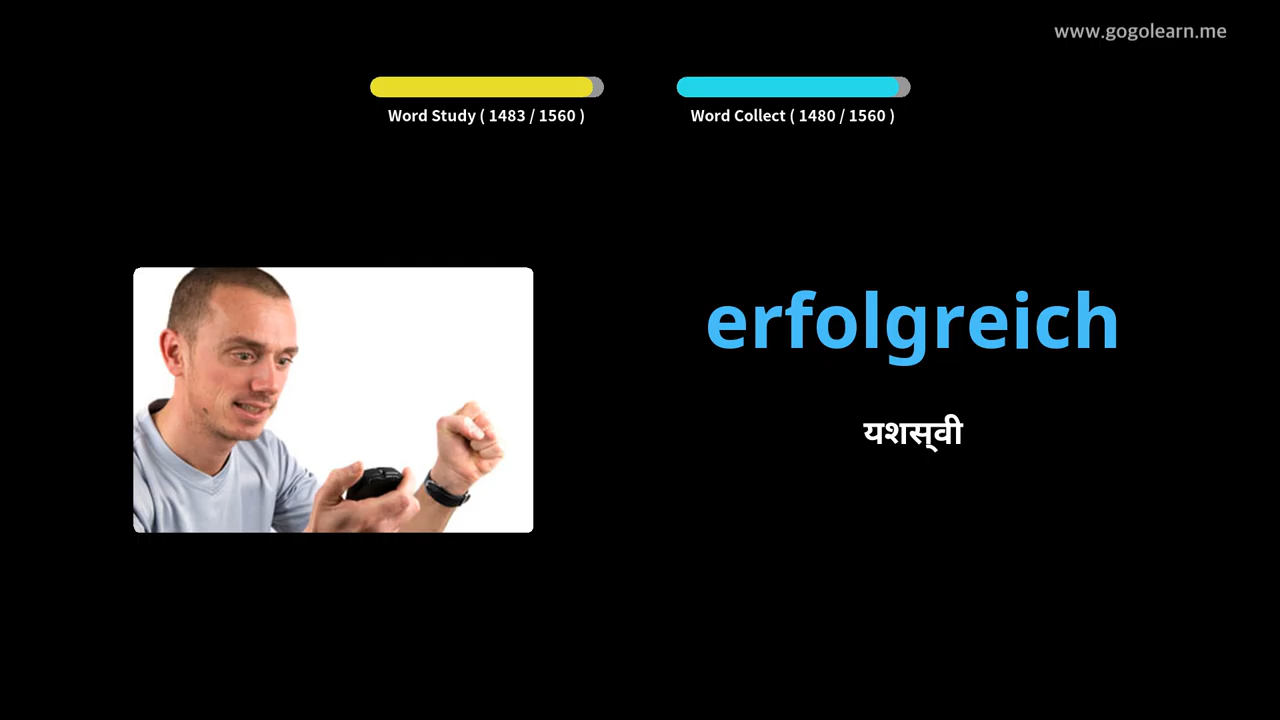 www.gogolearn.me
Word Study ( 1483 / 1560 )
Word Collect ( 1480 / 1560 )
erfolgreich
यशस्‌वी